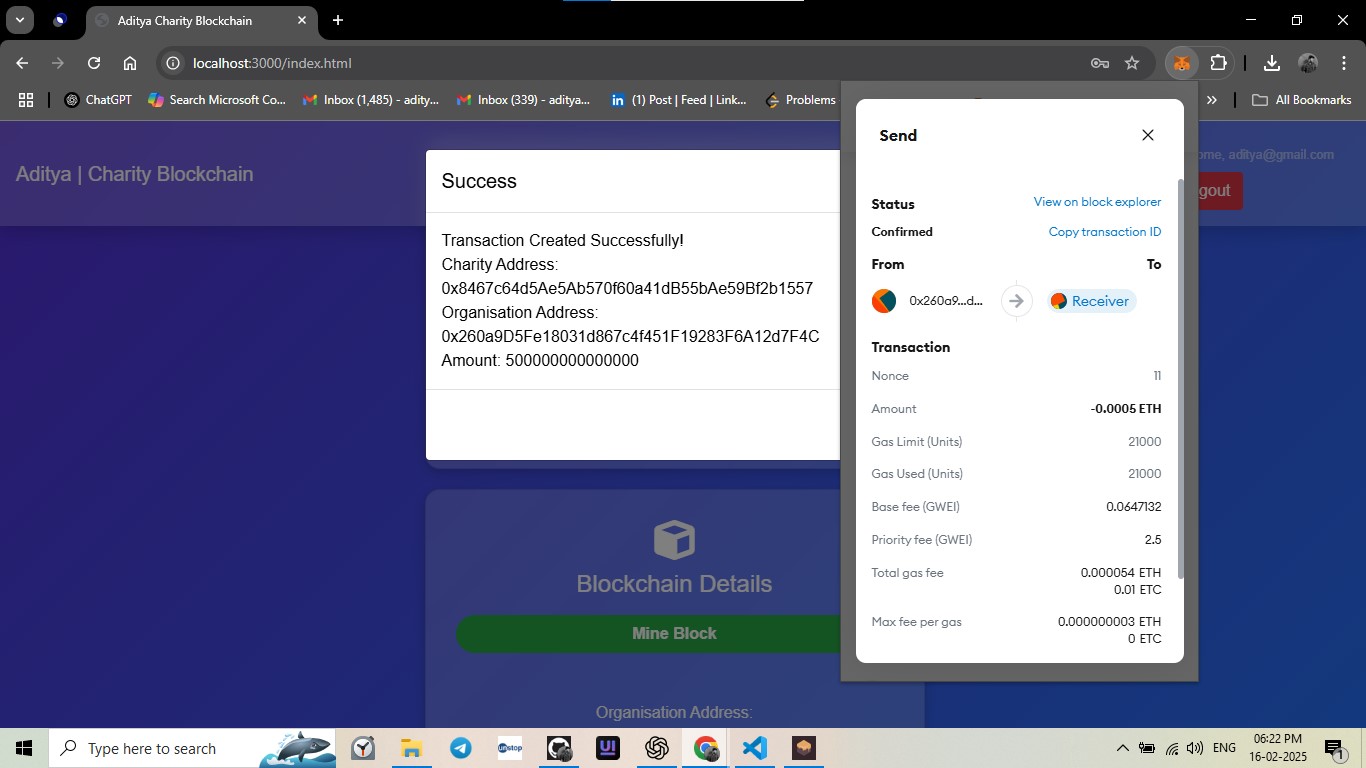 Aditya Charity Blockchain
localhost:3000/index.html
ChatGPT
Search Microsoft Co...
Inbox (1,485) - adity...
Inbox (339) - aditya...
(1) Post | Feed | Link...
Problems
»
All Bookmarks
Aditya | Charity Blockchain
ome, aditya@gmail.com
gout
Success
Transaction Created Successfully!
Charity Address:
0x8467c64d5Ae5Ab570f60a41dB55bAe59Bf2b1557
Organisation Address:
0x260a9D5Fe18031d867c4f451F19283F6A12d7F4C
Amount: 500000000000000
Blockchain Details
Mine Block
Organisation Address:
Send
Status
View on block explorer
Confirmed
Copy transaction ID
From
To
0x260a9...d...
Receiver
Transaction
Nonce
11
Amount
-0.0005 ETH
Gas Limit (Units)
21000
Gas Used (Units)
21000
Base fee (GWEI)
0.0647132
Priority fee (GWEI)
2.5
Total gas fee
0.000054 ETH
0.01 ETC
Max fee per gas
0.000000003 ETH
0 ETC
Type here to search
unstop
UI
ENG
06:22 PM
16-02-2025
1